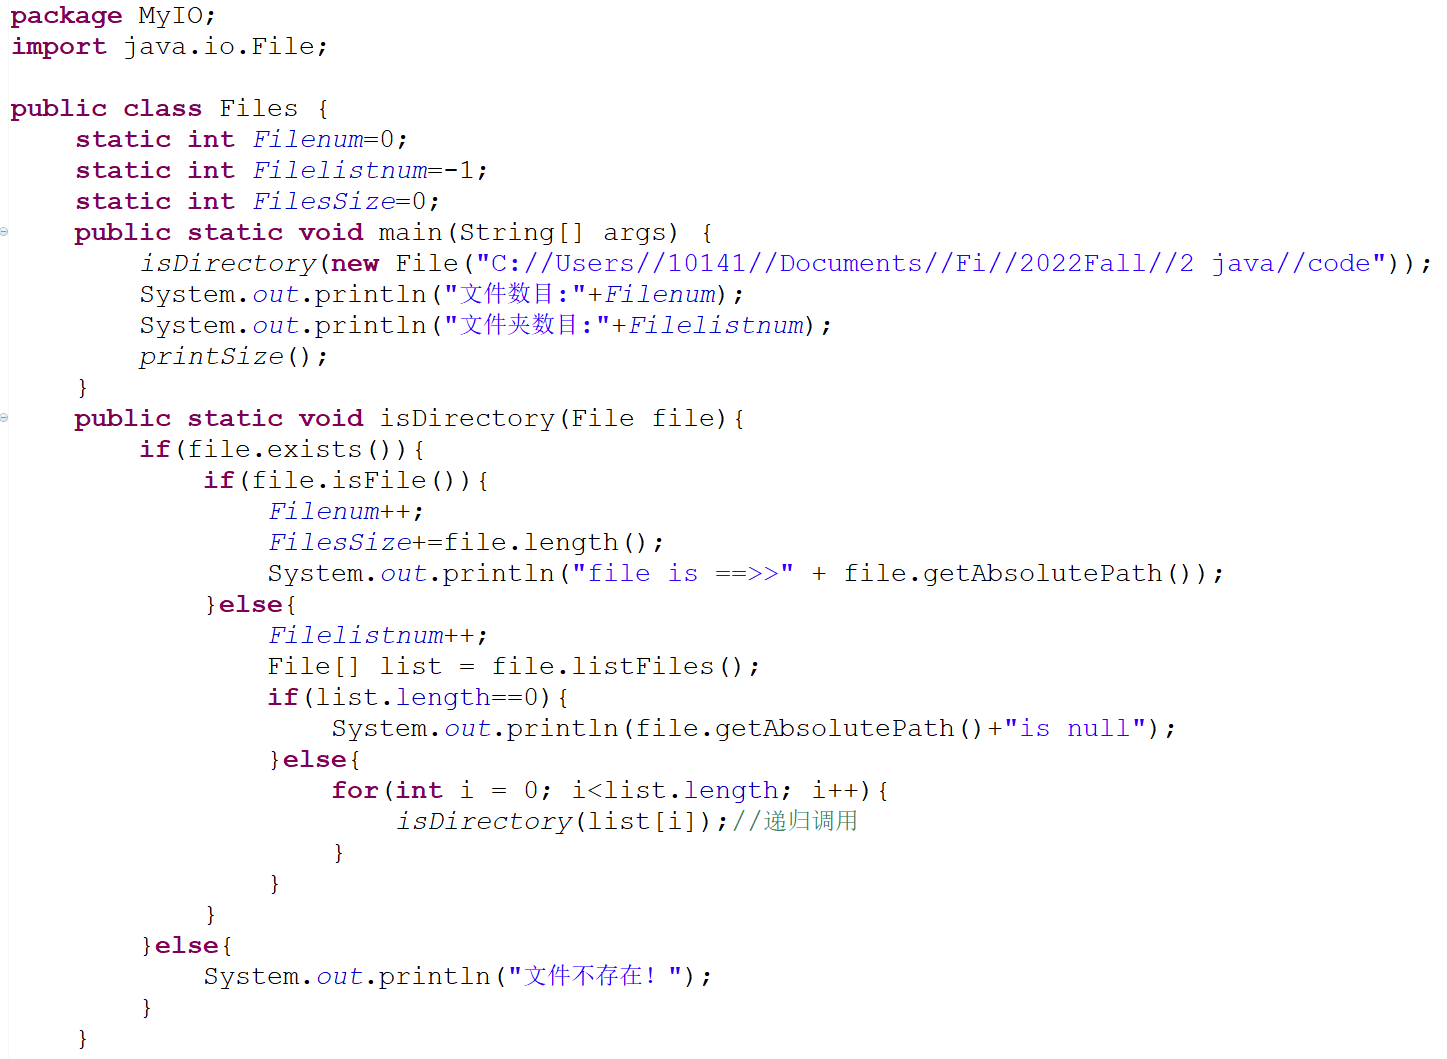 package MyIO;
import java.io.File;

public class Files {
    static int Filenum=0;
    static int Filelistnum=-1;
    static int FilesSize=0;
    public static void main(String[] args) {
        isDirectory(new File("C://Users//10141//Documents//Fi//2022Fall//2 java//code"));
        System.out.println("文件数目:"+Filenum);
        System.out.println("文件夹数目:"+Filelistnum);
        printSize();
    }
    public static void isDirectory(File file){
        if(file.exists()){
            if(file.isFile()){
                Filenum++;
                FilesSize+=file.length();
                System.out.println("file is ==>>" + file.getAbsolutePath());
            }else{
                Filelistnum++;
                File[] list = file.listFiles();
                if(list.length==0){
                    System.out.println(file.getAbsolutePath()+"is null");
                }else{
                    for(int i = 0; i<list.length; i++){
                        isDirectory(list[i]);//递归调用
                    }
                }
            }
        }else{
            System.out.println("文件不存在！");
        }
    }